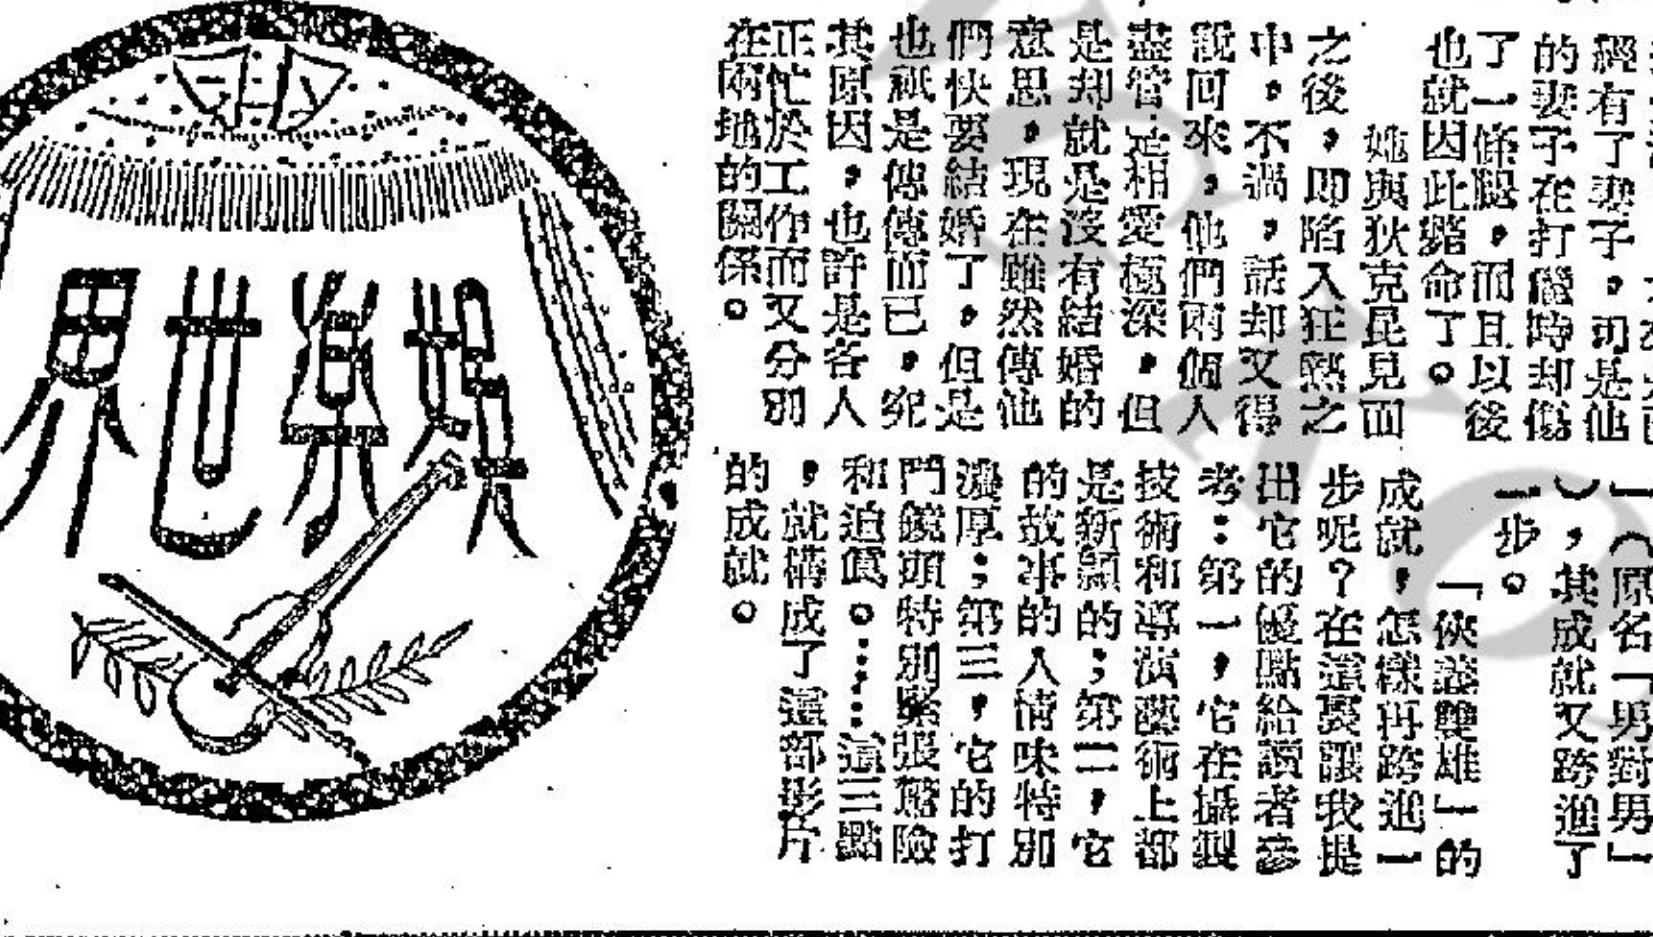 經有了妻子。司是他
的妻子在打獵時却傷
了一條腿，而且以後
也就因此斃命了。
她與狄克昆見面
之後，即陷入狂熱之
中。不過，話却又得
說回來，他們兩個人
盡管是相愛極深，但
是却就是沒有結婚的
意思，現在雖然傳他
們快要結婚了，但是
也祇是傳傳而已，究
其原因，也許是各人
正忙於工作而又分別
在兩地的關係。
（原名「男對男」
），其成就又跨進了
一步。
「俠義雙雄」的
成就，怎樣再跨進一
步呢？在這裏讓我提
出它的優點給讀者參
考：第一，它在攝製
技術和導演藝術上都
是新穎的；第二，它
的故事的人情味特別
濃厚；第三，它的打
鬥鏡頭特別緊張驚險
和迫真。……這三點
，就構成了這部影片
的成就。
娛樂世界